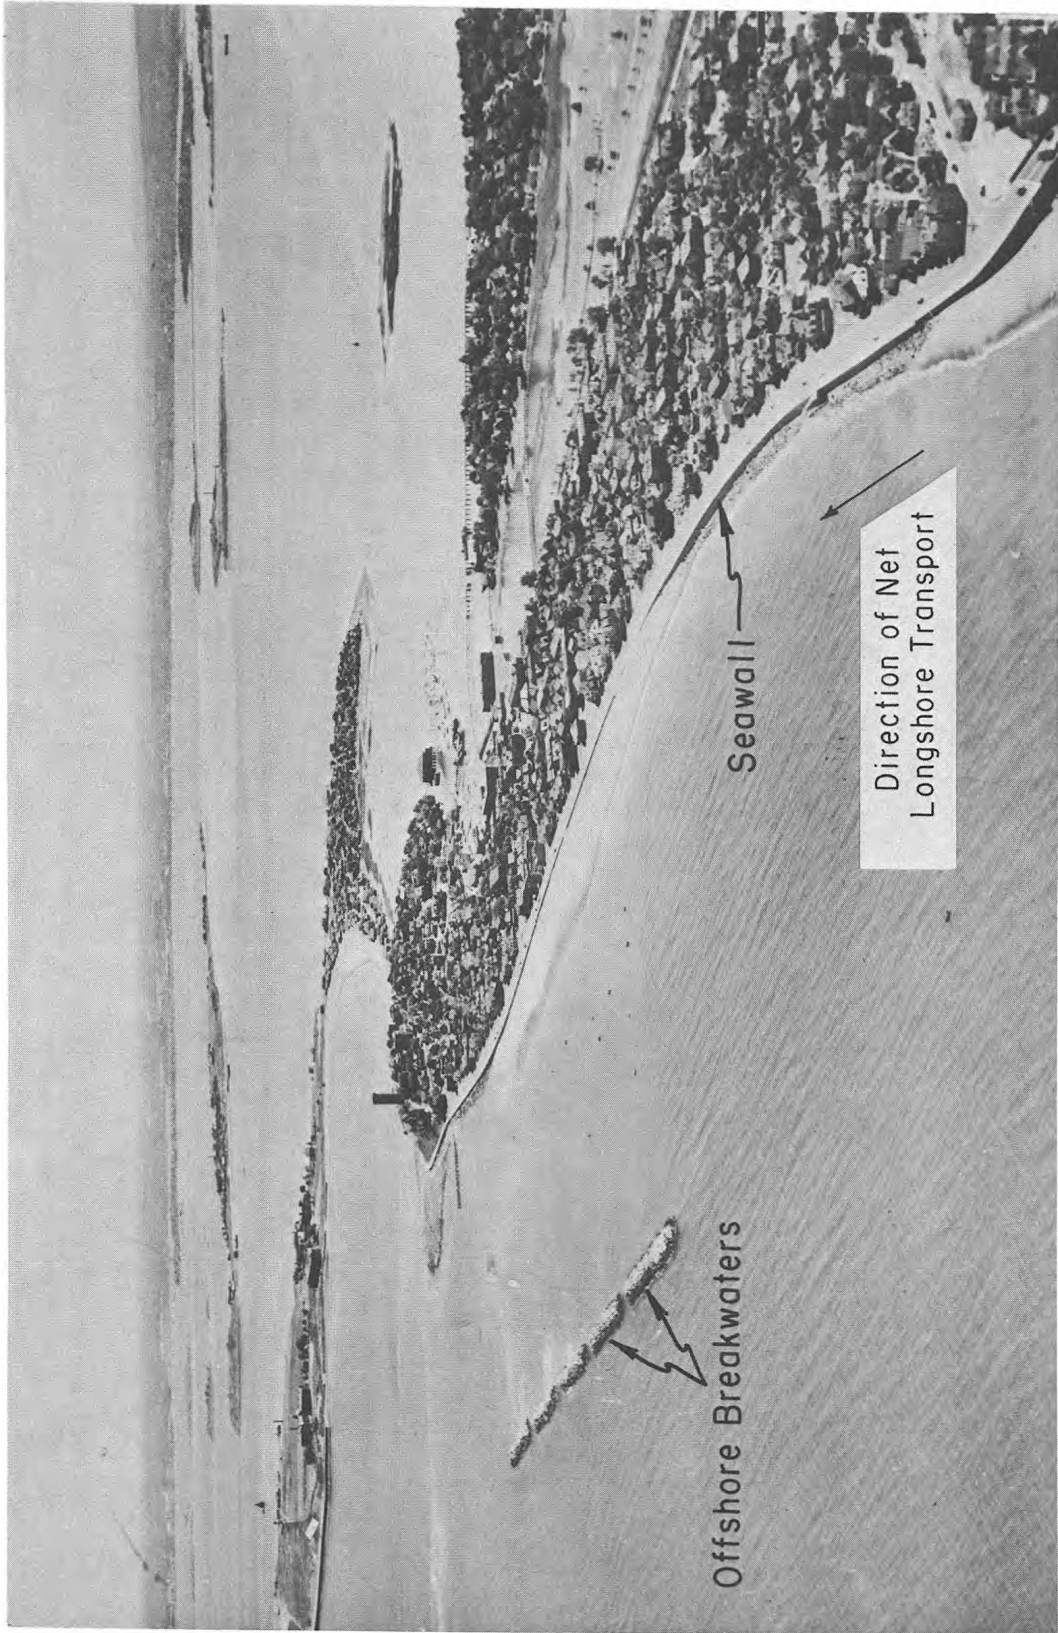 Offshore Breakwaters
Seawall
Direction of Net
Longshore Transport